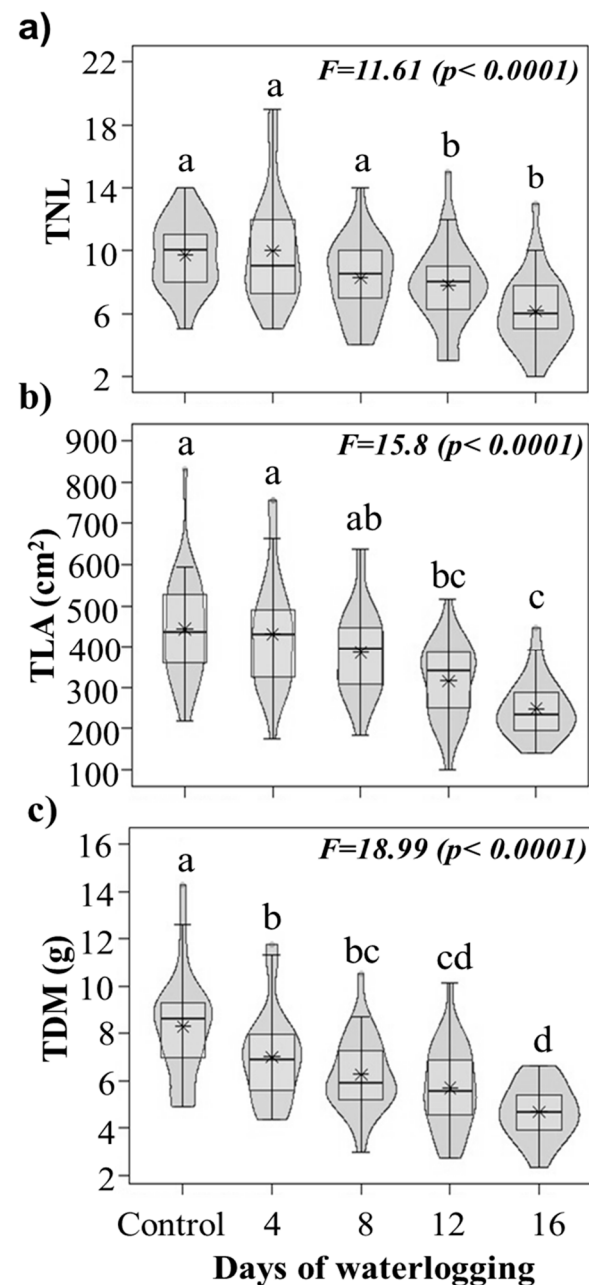 a)
F=11.61 (p< 0.0001)
TNL
22
18
14
10
6
2
a
a
a
b
b
b)
F=15.8 (p< 0.0001)
TLA (cm²)
900
800
700
600
500
400
300
200
100
a
a
ab
bc
c
c)
F=18.99 (p< 0.0001)
TDM (g)
16
14
12
10
8
6
4
2
a
b
bc
cd
d
Control 4 8 12 16
Days of waterlogging